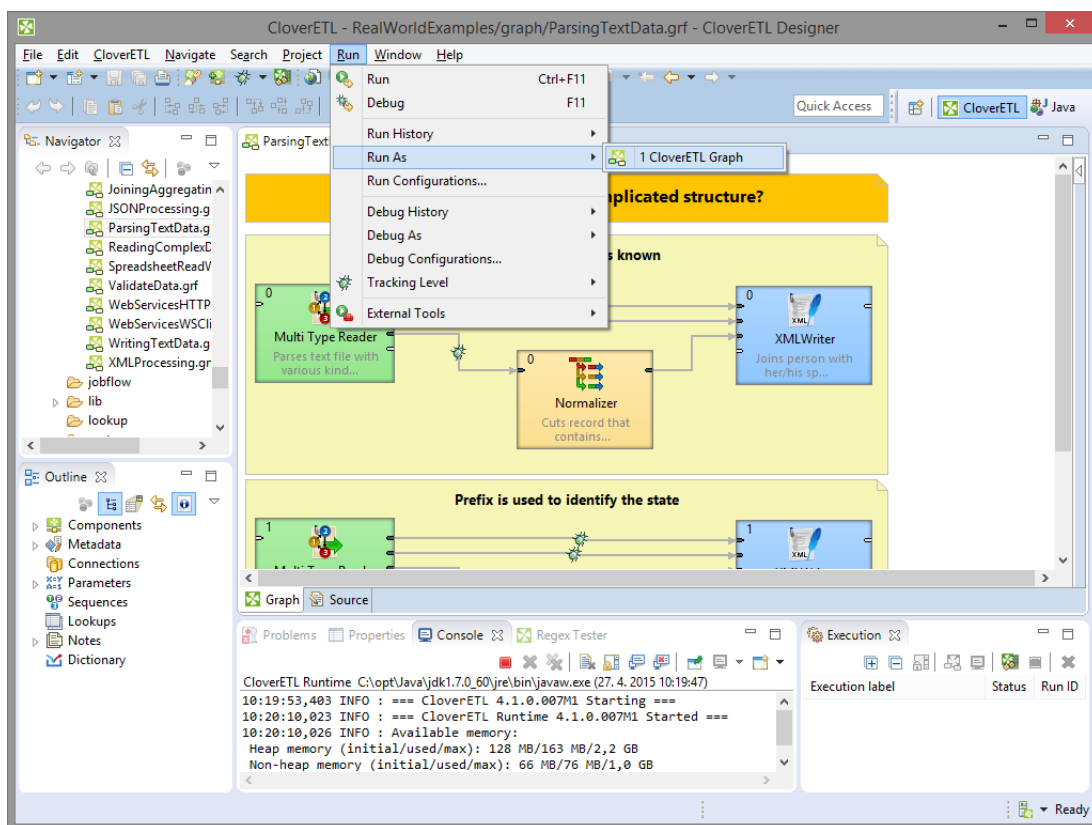 CloverETL - RealWorldExamples/graph/ParsingTextData.grf - CloverETL Designer
File Edit CloverETL Navigate Search Project Run Window Help
Quick Access CloverETL Java
Run Ctrl+F11
Debug F11
Run History
Run As
Run Configurations...
Debug History
Debug As
Debug Configurations...
Tracking Level
External Tools
1 CloverETL Graph
Navigator
JoiningAggregatin
JSONProcessing.g
ParsingTextData.g
ReadingComplexD
SpreadsheetReadW
ValidateData.grf
WebServicesHTTP
WebServicesWSCli
WritingTextData.g
XMLProcessing.gr
jobflow
lib
lookup
Outline
Components
Metadata
Connections
Parameters
Sequences
Lookups
Notes
Dictionary
ParsingText
plicated structure?
s known
0
Multi Type Reader
Parses text file with
various kind...
0
Normalizer
Cuts record that
contains...
0
XML
XMLWriter
Joins person with
her/his sp...
Prefix is used to identify the state
1
1
XML
Graph Source
Problems Properties Console Regex Tester
CloverETL Runtime C:\opt\Java\jdk1.7.0_60\jre\bin\javaw.exe (27. 4. 2015 10:19:47)
10:19:53,403 INFO : === CloverETL 4.1.0.007M1 Starting ===
10:20:10,023 INFO : === CloverETL Runtime 4.1.0.007M1 Started ===
10:20:10,026 INFO : Available memory:
Heap memory (initial/used/max): 128 MB/163 MB/2,2 GB
Non-heap memory (initial/used/max): 66 MB/76 MB/1,0 GB
Execution
Execution label Status Run ID
Ready